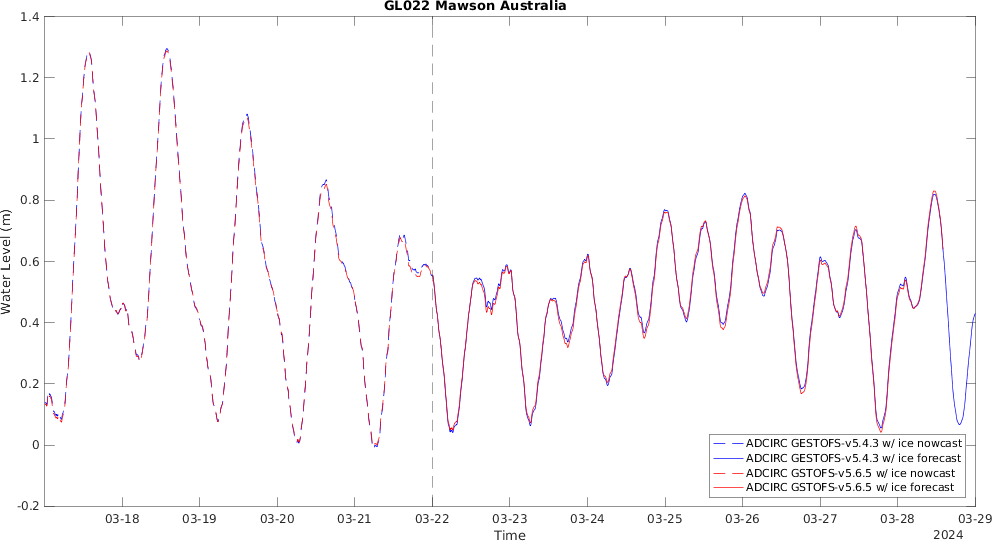 GL022 Mawson Australia
1.4
1.2
1
0.8
0.6
0.4
0.2
0
-0.2
Water Level (m)
ADCIRC GESTOFS-v5.4.3 w/ ice nowcast
ADCIRC GESTOFS-v5.4.3 w/ ice forecast
ADCIRC GSTOFS-v5.6.5 w/ ice nowcast
ADCIRC GSTOFS-v5.6.5 w/ ice forecast
03-18 03-19 03-20 03-21 03-22 03-23 03-24 03-25 03-26 03-27 03-28 03-29
Time
2024